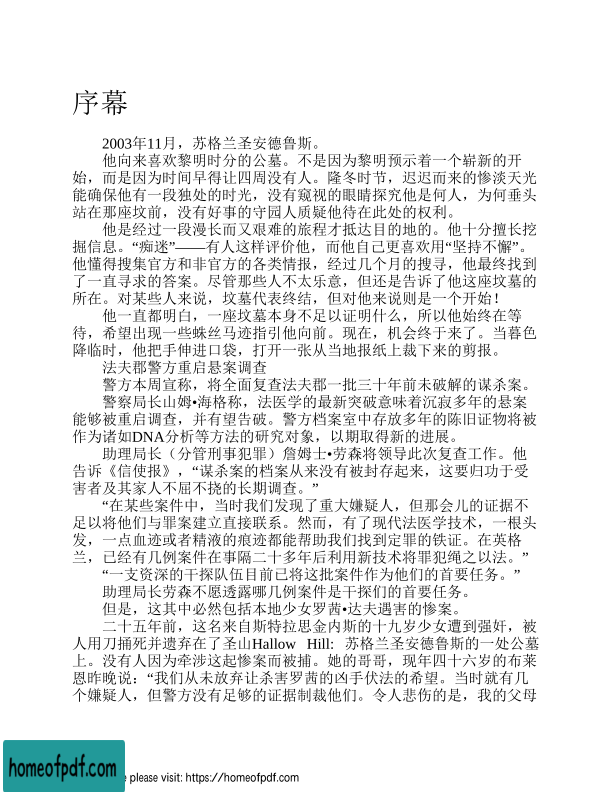 序幕
2003年11月，苏格兰圣安德鲁斯。
他向来喜欢黎明时分的公墓。不是因为黎明预示着一个崭新的开
始，而是因为时间早得让四周没有人。隆冬时节，迟迟而来的惨淡天光
能确保他有一段独处的时光，没有窥视的眼睛探究他是何人，为何垂头
站在那座坟前，没有好事的守园人质疑他待在此处的权利。
他是经过一段漫长而又艰难的旅程才抵达目的地的。他十分擅长挖
掘信息。“痴迷”——有人这样评价他，而他自己更喜欢用“坚持不懈”。
他懂得搜集官方和非官方的各类情报，经过几个月的搜寻，他最终找到
了一直寻求的答案。尽管那些人不太乐意，但还是告诉了他这座坟墓的
所在。对某些人来说，坟墓代表终结，但对他来说则是一个开始！
他一直都明白，一座坟墓本身不足以证明什么，所以他始终在等
待，希望出现一些蛛丝马迹指引他向前。现在，机会终于来了。当暮色
降临时，他把手伸进口袋，打开一张从当地报纸上裁下来的剪报。
法夫郡警方重启悬案调查
警方本周宣称，将全面复查法夫郡一批三十年前未破解的谋杀案。
警察局长山姆•海格称，法医学的最新突破意味着沉寂多年的悬案
能够被重启调查，并有望告破。警方档案室中存放多年的陈旧证物将被
作为诸如DNA分析等方法的研究对象，以期取得新的进展。
助理局长（分管刑事犯罪）詹姆士•劳森将领导此次复查工作。他
告诉《信使报》，“谋杀案的档案从来没有被封存起来，这要归功于受
害者及其家人不屈不挠的长期调查。”
“在某些案件中，当时我们发现了重大嫌疑人，但那会儿的证据不
足以将他们与罪案建立直接联系。然而，有了现代法医学技术，一根头
发，一点血迹或者精液的痕迹都能帮助我们找到定罪的铁证。在英格
兰，已经有几例案件在事隔二十多年后利用新技术将罪犯绳之以法。”
“一支资深的干探队伍目前已将这批案件作为他们的首要任务。”
助理局长劳森不愿透露哪几例案件是干探们的首要任务。
但是，这其中必然包括本地少女罗茜•达夫遇害的惨案。
二十五年前，这名来自斯特拉思金内斯的十九岁少女遭到强奸，被
人用刀捅死并遗弃在了圣山Hallow Hill: 苏格兰圣安德鲁斯的一处公墓
上。没有人因为牵涉这起惨案而被捕。她的哥哥，现年四十六岁的布莱
恩昨晚说：“我们从未放弃让杀害罗茜的凶手伏法的希望。当时就有几
个嫌疑人，但警方没有足够的证据制裁他们。令人悲伤的是，我的父母
homeofpdf.com
e please visit: https://homeofpdf.com